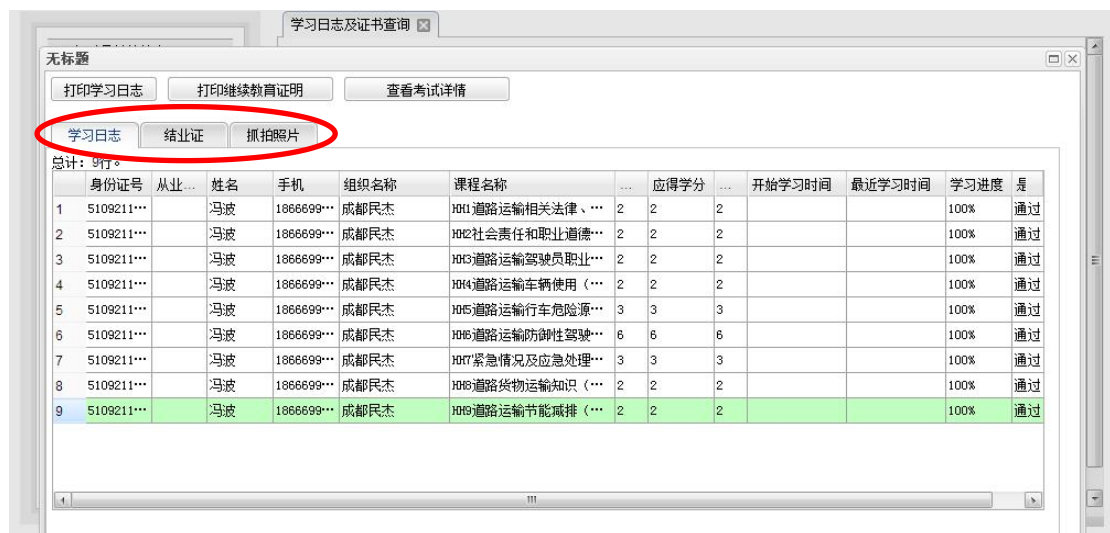 学习日志及证书查询
无标题
打印学习日志 打印继续教育证明 查看考试详情
学习日志 结业证 抓拍照片
总计: 9行。
身份证号 从业... 姓名 手机 组织名称 课程名称 ... 应得学分 ... 开始学习时间 最近学习时间 学习进度 是
1 5109211··· 冯波 1866699··· 成都民杰 HH1道路运输相关法律、··· 2 2 2 100% 通过
2 5109211··· 冯波 1866699··· 成都民杰 HH2社会责任和职业道德··· 2 2 2 100% 通过
3 5109211··· 冯波 1866699··· 成都民杰 HH3道路运输驾驶员职业··· 2 2 2 100% 通过
4 5109211··· 冯波 1866699··· 成都民杰 HH4道路运输车辆使用（··· 2 2 2 100% 通过
5 5109211··· 冯波 1866699··· 成都民杰 HH5道路运输行车危险源··· 3 3 3 100% 通过
6 5109211··· 冯波 1866699··· 成都民杰 HH6道路运输防御性驾驶··· 6 6 6 100% 通过
7 5109211··· 冯波 1866699··· 成都民杰 HH7紧急情况及应急处理··· 3 3 3 100% 通过
8 5109211··· 冯波 1866699··· 成都民杰 HH8道路货物运输知识（··· 2 2 2 100% 通过
9 5109211··· 冯波 1866699··· 成都民杰 HH9道路运输节能减排（··· 2 2 2 100% 通过